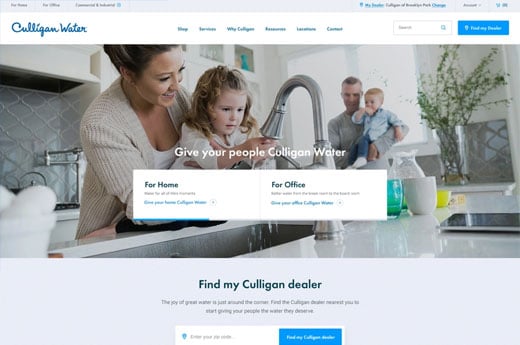 For Home For Office Commercial & Industrial My Dealer: Culligan of Brooklyn Park Change Account (0)
Culligan Water Shop Services Why Culligan Resources Locations Contact Search Find my Dealer
Give your people Culligan Water
For Home For Office
Water for all of life's moments Better water from the break room to the board room
Give your home Culligan Water Give your office Culligan Water
Find my Culligan dealer
The joy of great water is just around the corner. Find the Culligan dealer nearest you to
start giving your people the water they deserve.
Enter your zip code... Find my Culligan dealer